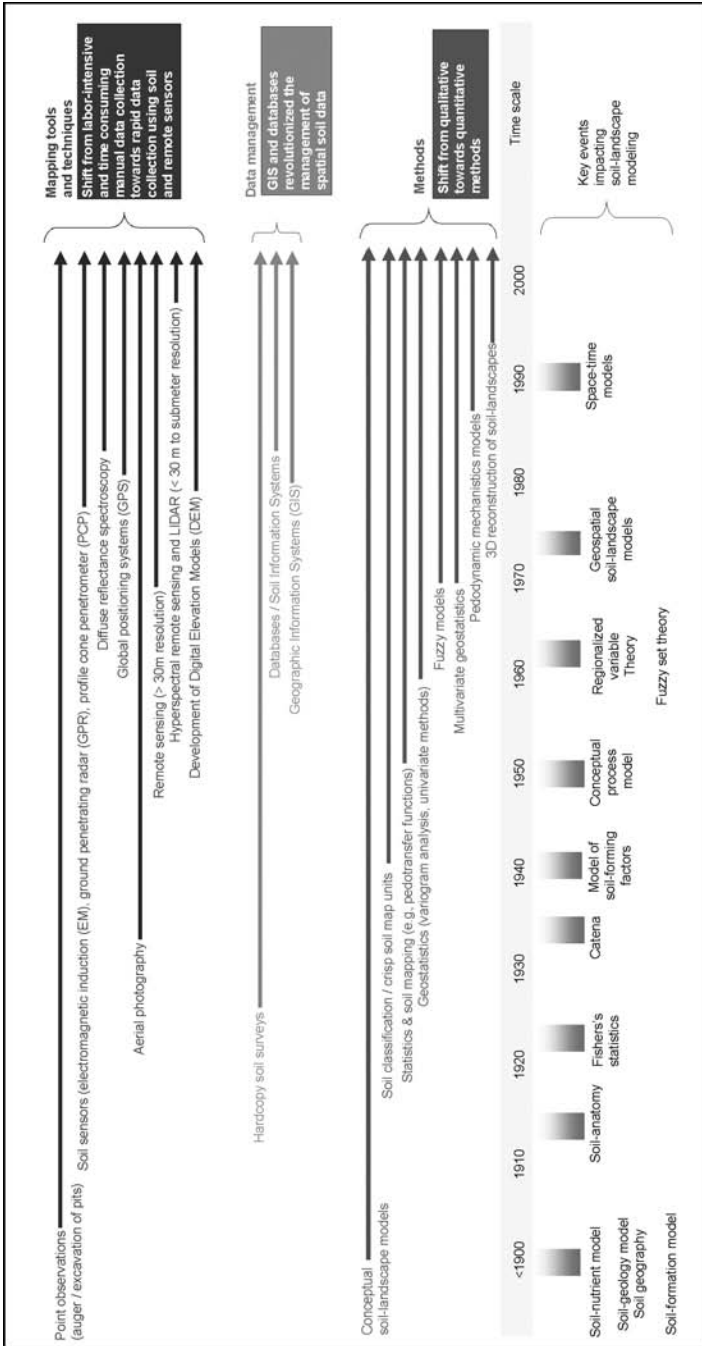 Mapping tools
and techniques
Shift from labor-intensive
and time consuming
manual data collection
towards rapid data
collection using soil
and remote sensors
Point observations
(auger / excavation of pits)
Soil sensors (electromagnetic induction (EM), ground penetrating radar (GPR), profile cone penetrometer (PCP)
Diffuse reflectance spectroscopy
Global positioning systems (GPS)
Aerial photography
Remote sensing (> 30m resolution)
Hyperspectral remote sensing and LIDAR (< 30 m to submeter resolution)
Development of Digital Elevation Models (DEM)
Data management
GIS and databases
revolutionized the
management of
spatial soil data
Hardcopy soil surveys
Databases / Soil Information Systems
Geographic Information Systems (GIS)
Methods
Shift from qualitative
towards quantitative
methods
Conceptual
soil-landscape models
Soil classification / crisp soil map units
Statistics & soil mapping (e.g., pedotransfer functions)
Geostatistics (variogram analysis, univariate methods)
Fuzzy models
Multivariate geostatistics
Pedodynamic mechanistics models
3D reconstruction of soil-landscapes
<1900 1910 1920 1930 1940 1950 1960 1970 1980 1990 2000 Time scale
Soil-nutrient model
Soil-geology model
Soil geography
Soil-formation model
Soil-anatomy
Fishers's
statistics
Catena
Model of
soil-forming
factors
Conceptual
process model
Regionalized
variable
Theory
Fuzzy set theory
Geospatial
soil-landscape
models
Space-time
models
Key events
impacting
soil-landscape
modeling